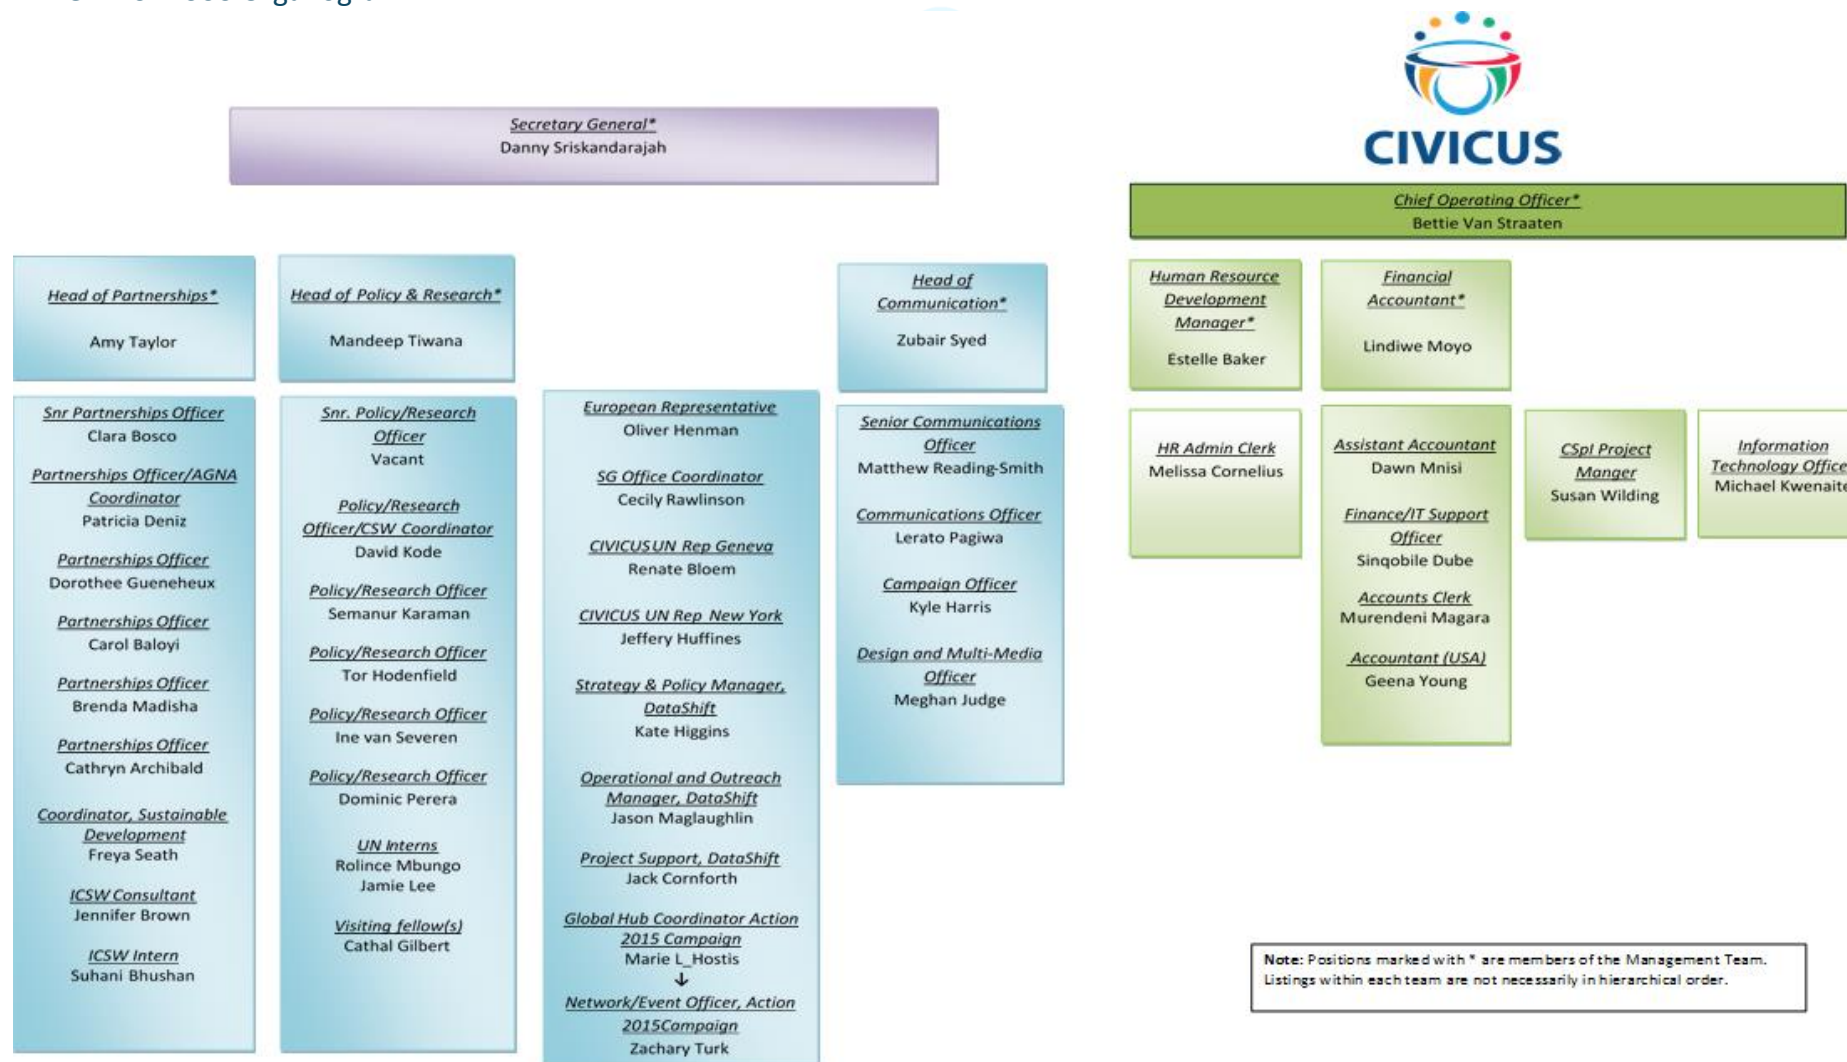 CIVICUS
Secretary General*
Danny Sriskandarajah
Chief Operating Officer*
Bettie Van Straaten
Head of Partnerships*
Amy Taylor
Snr Partnerships Officer
Clara Bosco
Partnerships Officer/AGNA
Coordinator
Patricia Deniz
Partnerships Officer
Dorothee Gueneheux
Partnerships Officer
Carol Baloyi
Partnerships Officer
Brenda Madisha
Partnerships Officer
Cathryn Archibald
Coordinator, Sustainable
Development
Freya Seath
ICSW Consultant
Jennifer Brown
ICSW Intern
Suhani Bhushan
Head of Policy & Research*
Mandeep Tiwana
Snr. Policy/Research
Officer
Vacant
Policy/Research
Officer/CSW Coordinator
David Kode
Policy/Research Officer
Semanur Karaman
Policy/Research Officer
Tor Hodenfield
Policy/Research Officer
Ine van Severen
Policy/Research Officer
Dominic Perera
UN Interns
Rolince Mbungo
Jamie Lee
Visiting fellow(s)
Cathal Gilbert
European Representative
Oliver Henman
SG Office Coordinator
Cecily Rawlinson
CIVICUSUN Rep Geneva
Renate Bloem
CIVICUS UN Rep New York
Jeffery Huffines
Strategy & Policy Manager,
DataShift
Kate Higgins
Operational and Outreach
Manager, DataShift
Jason Maglaughlin
Project Support, DataShift
Jack Cornforth
Global Hub Coordinator Action
2015 Campaign
Marie L_Hostis
↓
Network/Event Officer, Action
2015Campaign
Zachary Turk
Head of
Communication*
Zubair Syed
Senior Communications
Officer
Matthew Reading-Smith
Communications Officer
Lerato Pagiwa
Campaign Officer
Kyle Harris
Design and Multi-Media
Officer
Meghan Judge
Human Resource
Development
Manager*
Estelle Baker
HR Admin Clerk
Melissa Cornelius
Financial
Accountant*
Lindiwe Moyo
Assistant Accountant
Dawn Mnisi
Finance/IT Support
Officer
Sinqobile Dube
Accounts Clerk
Murendeni Magara
Accountant (USA)
Geena Young
CSpI Project
Manger
Susan Wilding
Information
Technology Office
Michael Kwenaite
Note: Positions marked with * are members of the Management Team.
Listings within each team are not necessarily in hierarchical order.